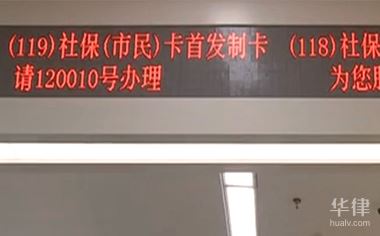 (119)社保(市民)卡首发制卡
请120010号办理
(118)社保
为您
华律
hualv.com